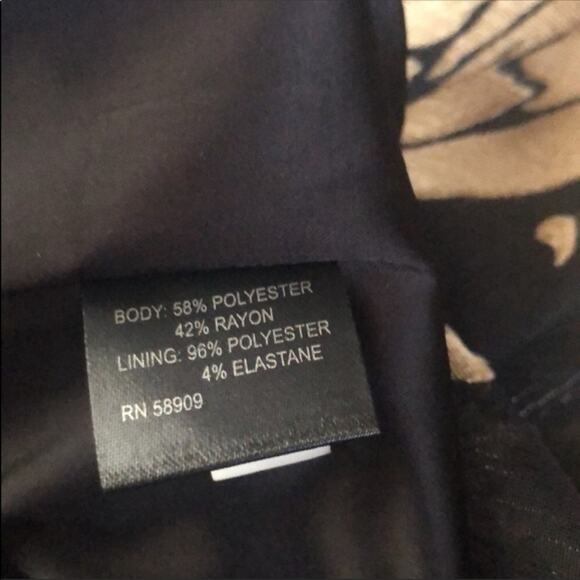 BODY: 58% POLYESTER
42% RAYON
LINING: 96% POLYESTER
4% ELASTANE
RN 58909